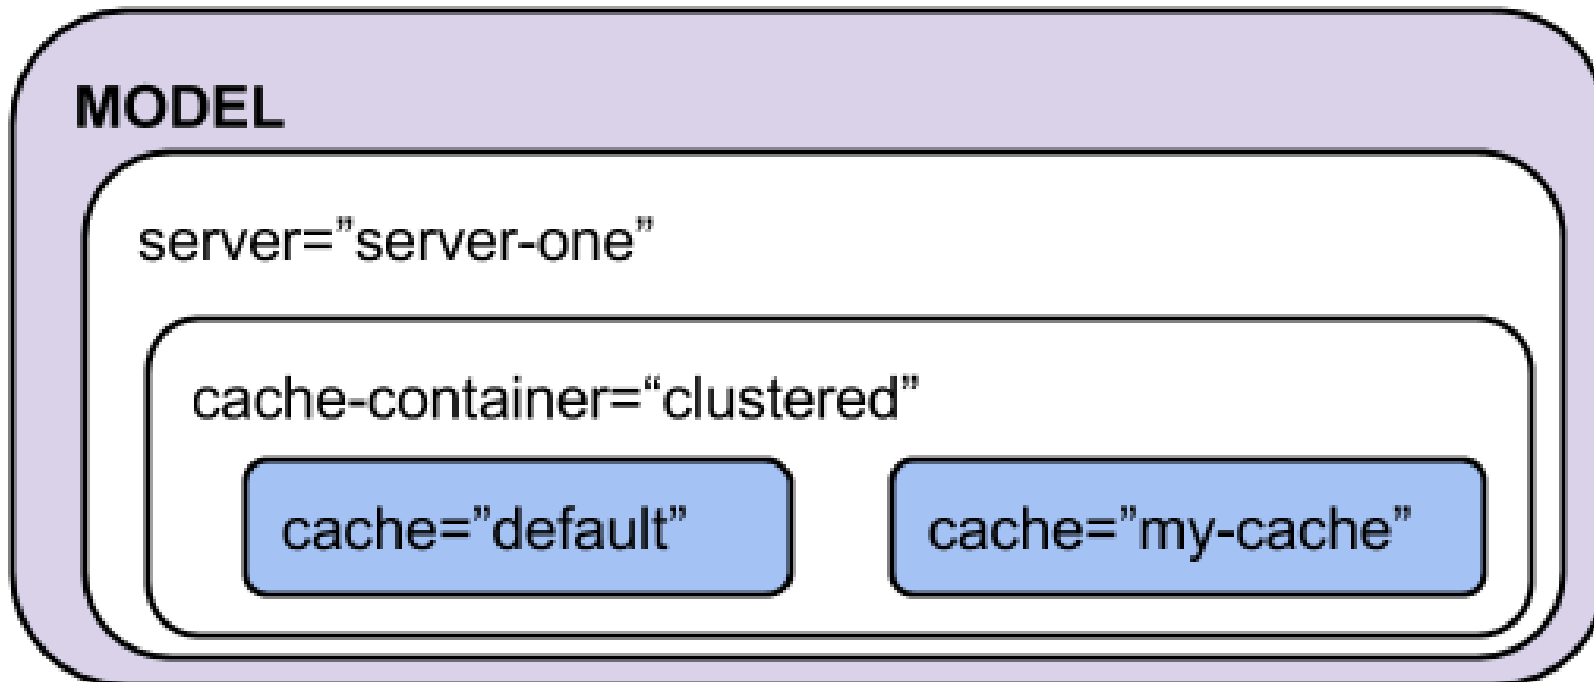 MODEL
server=”server-one”
cache-container=“clustered”
cache=”default”
cache=”my-cache”